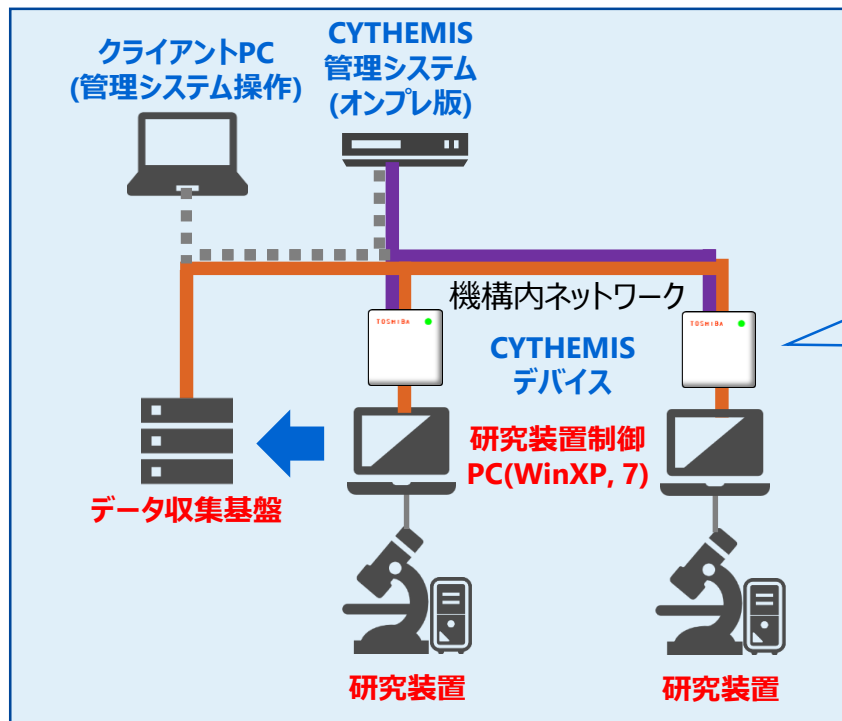 クライアントPC
(管理システム操作)
CYTHEMIS
管理システム
(オンプレ版)
機構内ネットワーク
TOSHIBA
TOSHIBA
CYTHEMIS
デバイス
研究装置制御
PC(WinXP, 7)
データ収集基盤
研究装置
研究装置